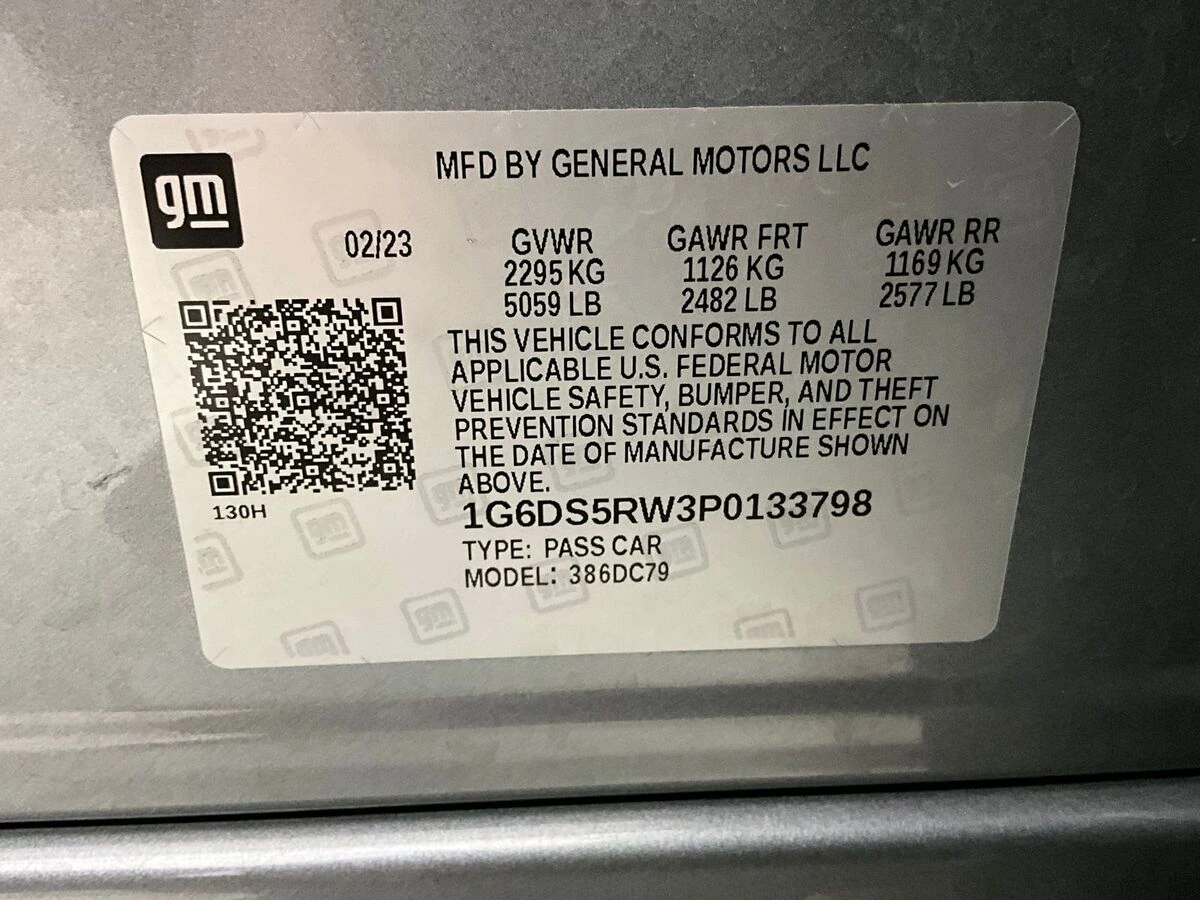 gm
MFD BY GENERAL MOTORS LLC
02/23
GVWR GAWR FRT GAWR RR
2295 KG 1126 KG 1169 KG
5059 LB 2482 LB 2577 LB
THIS VEHICLE CONFORMS TO ALL
APPLICABLE U.S. FEDERAL MOTOR
VEHICLE SAFETY, BUMPER, AND THEFT
PREVENTION STANDARDS IN EFFECT ON
THE DATE OF MANUFACTURE SHOWN
ABOVE.
130H
1G6DS5RW3P0133798
TYPE: PASS CAR
MODEL: 386DC79